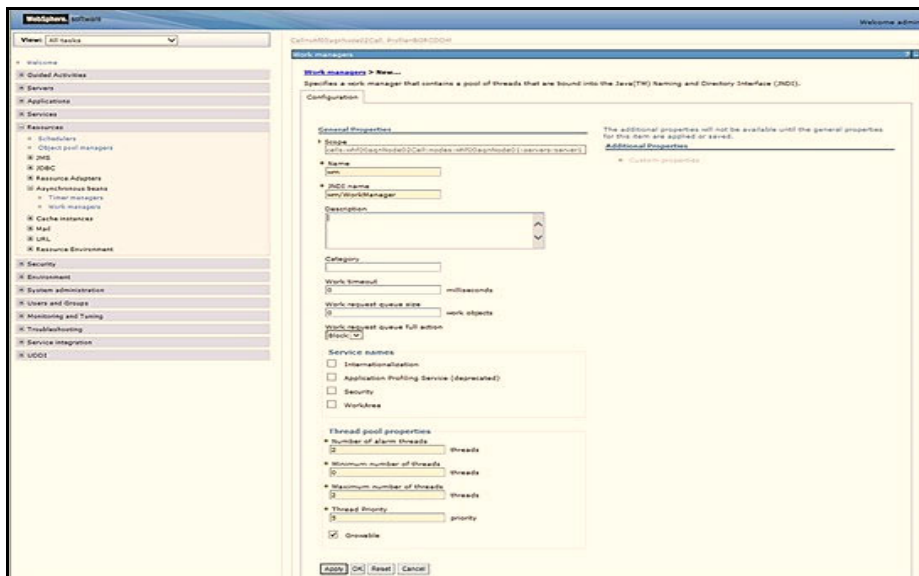 WebSphere. software
Welcome admin
View: All tasks
Welcome
Guided Activities
Servers
Applications
Services
Resources
Schedulers
Object pool managers
JMS
JDBC
Resource Adapters
Asynchronous beans
Timer managers
Work managers
Cache instances
Mail
URL
Resource Environment
Security
Environment
System administration
Users and Groups
Monitoring and Tuning
Troubleshooting
Service integration
UDDI
Work managers
Work managers > New...
Specifies a work manager that contains a pool of threads that are bound into the Java(TM) Naming and Directory Interface (JNDI).
Configuration
General Properties
Scope
Name
wm
JNDI name
wm/WorkManager
Description
Category
Work timeout
0 milliseconds
Work request queue size
0 work objects
Work request queue full action
Block
Service names
Internationalization
Application Profiling Service (deprecated)
Security
WorkArea
Thread pool properties
Number of alarm threads
2 threads
Minimum number of threads
0 threads
Maximum number of threads
2 threads
Thread Priority
5 priority
Growable
Apply OK Reset Cancel
The additional properties will not be available until the general properties for this item are applied or saved.
Additional Properties
Custom properties